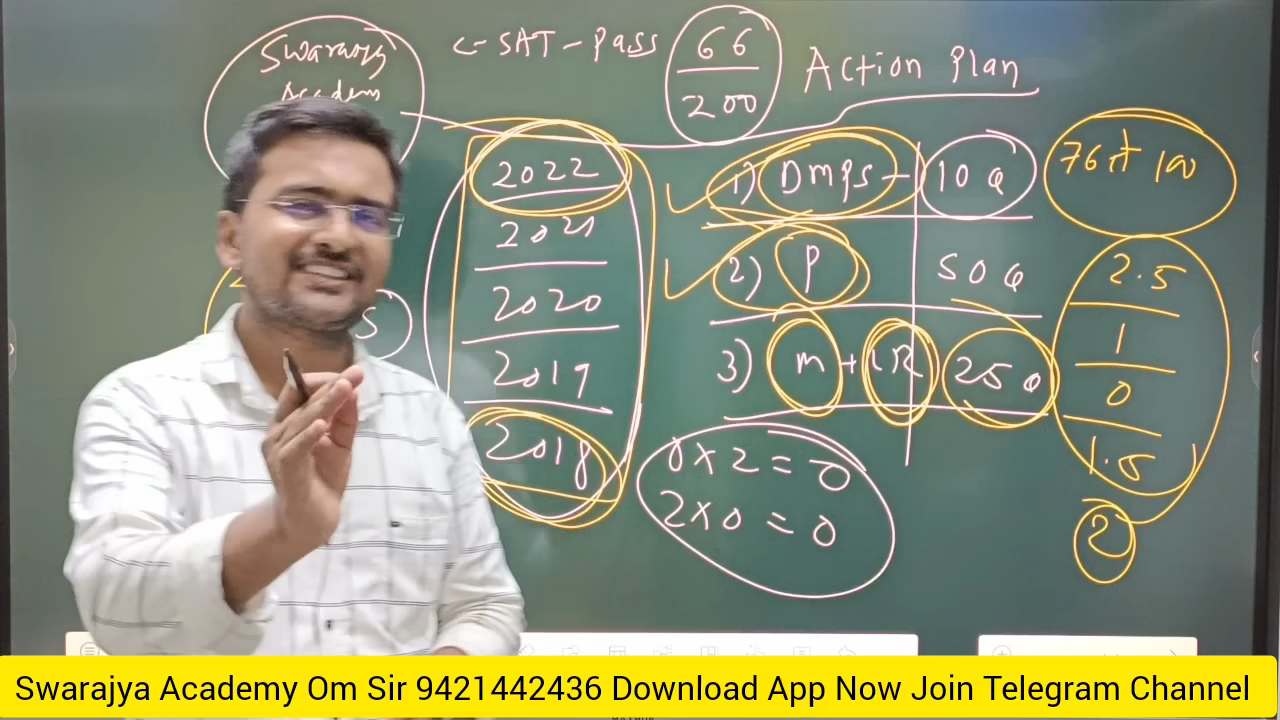 Swarajya
Academy
C-SAT-Pass
66
200
Action Plan
2022
2021
2020
2019
2018
1) DMPS - 10 Q
2) P 50 Q
3) M + LR 25 Q
0 x 2 = 0
2 x 0 = 0
100
2.5
1
0
1.5
2
S
Swarajya Academy Om Sir 9421442436 Download App Now Join Telegram Channel